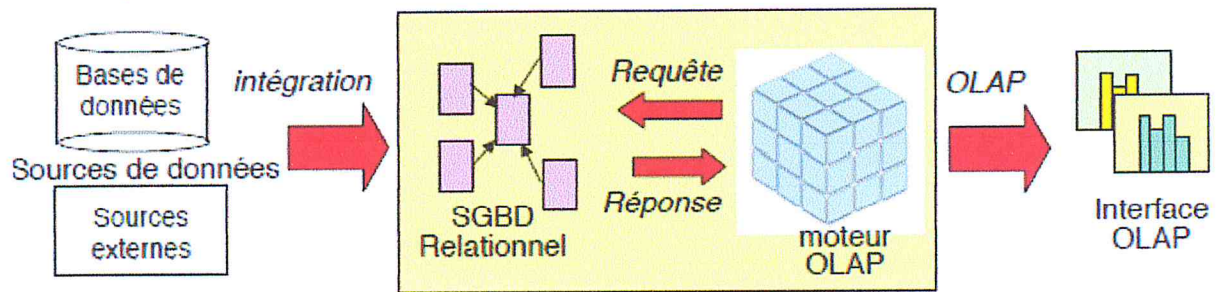 Bases de
données
Sources de données
Sources
externes
intégration
SGBD
Relationnel
Requête
Réponse
moteur
OLAP
OLAP
Interface
OLAP